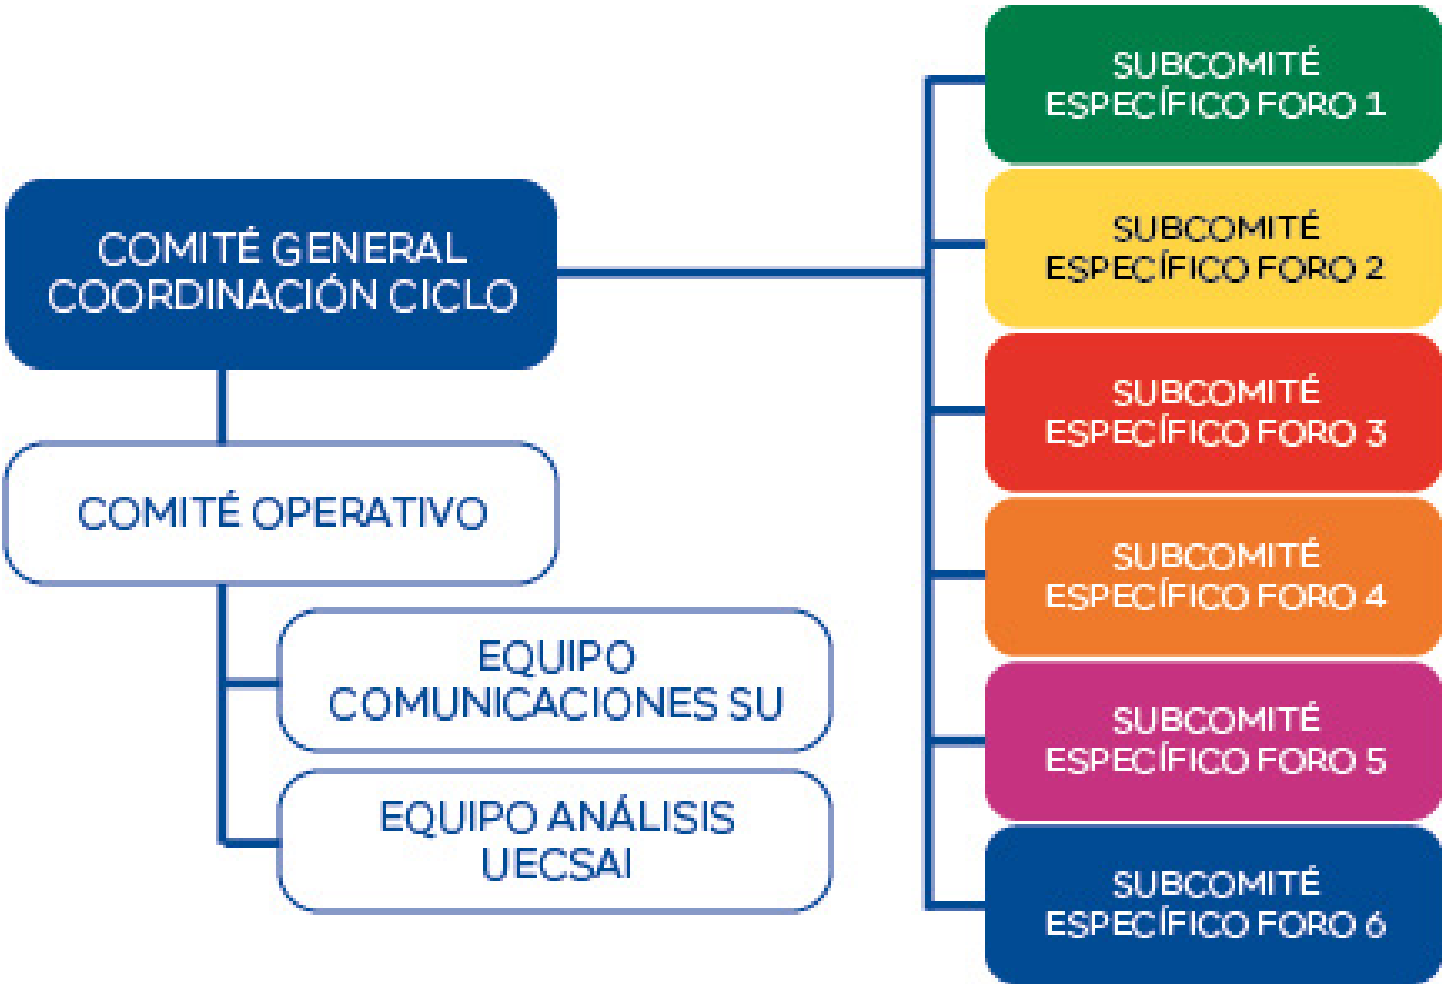 COMITÉ GENERAL
COORDINACIÓN CICLO
COMITÉ OPERATIVO
EQUIPO
COMUNICACIONES SU
EQUIPO ANÁLISIS
UECSAI
SUBCOMITÉ
ESPECÍFICO FORO 1
SUBCOMITÉ
ESPECÍFICO FORO 2
SUBCOMITÉ
ESPECÍFICO FORO 3
SUBCOMITÉ
ESPECÍFICO FORO 4
SUBCOMITÉ
ESPECÍFICO FORO 5
SUBCOMITÉ
ESPECÍFICO FORO 6